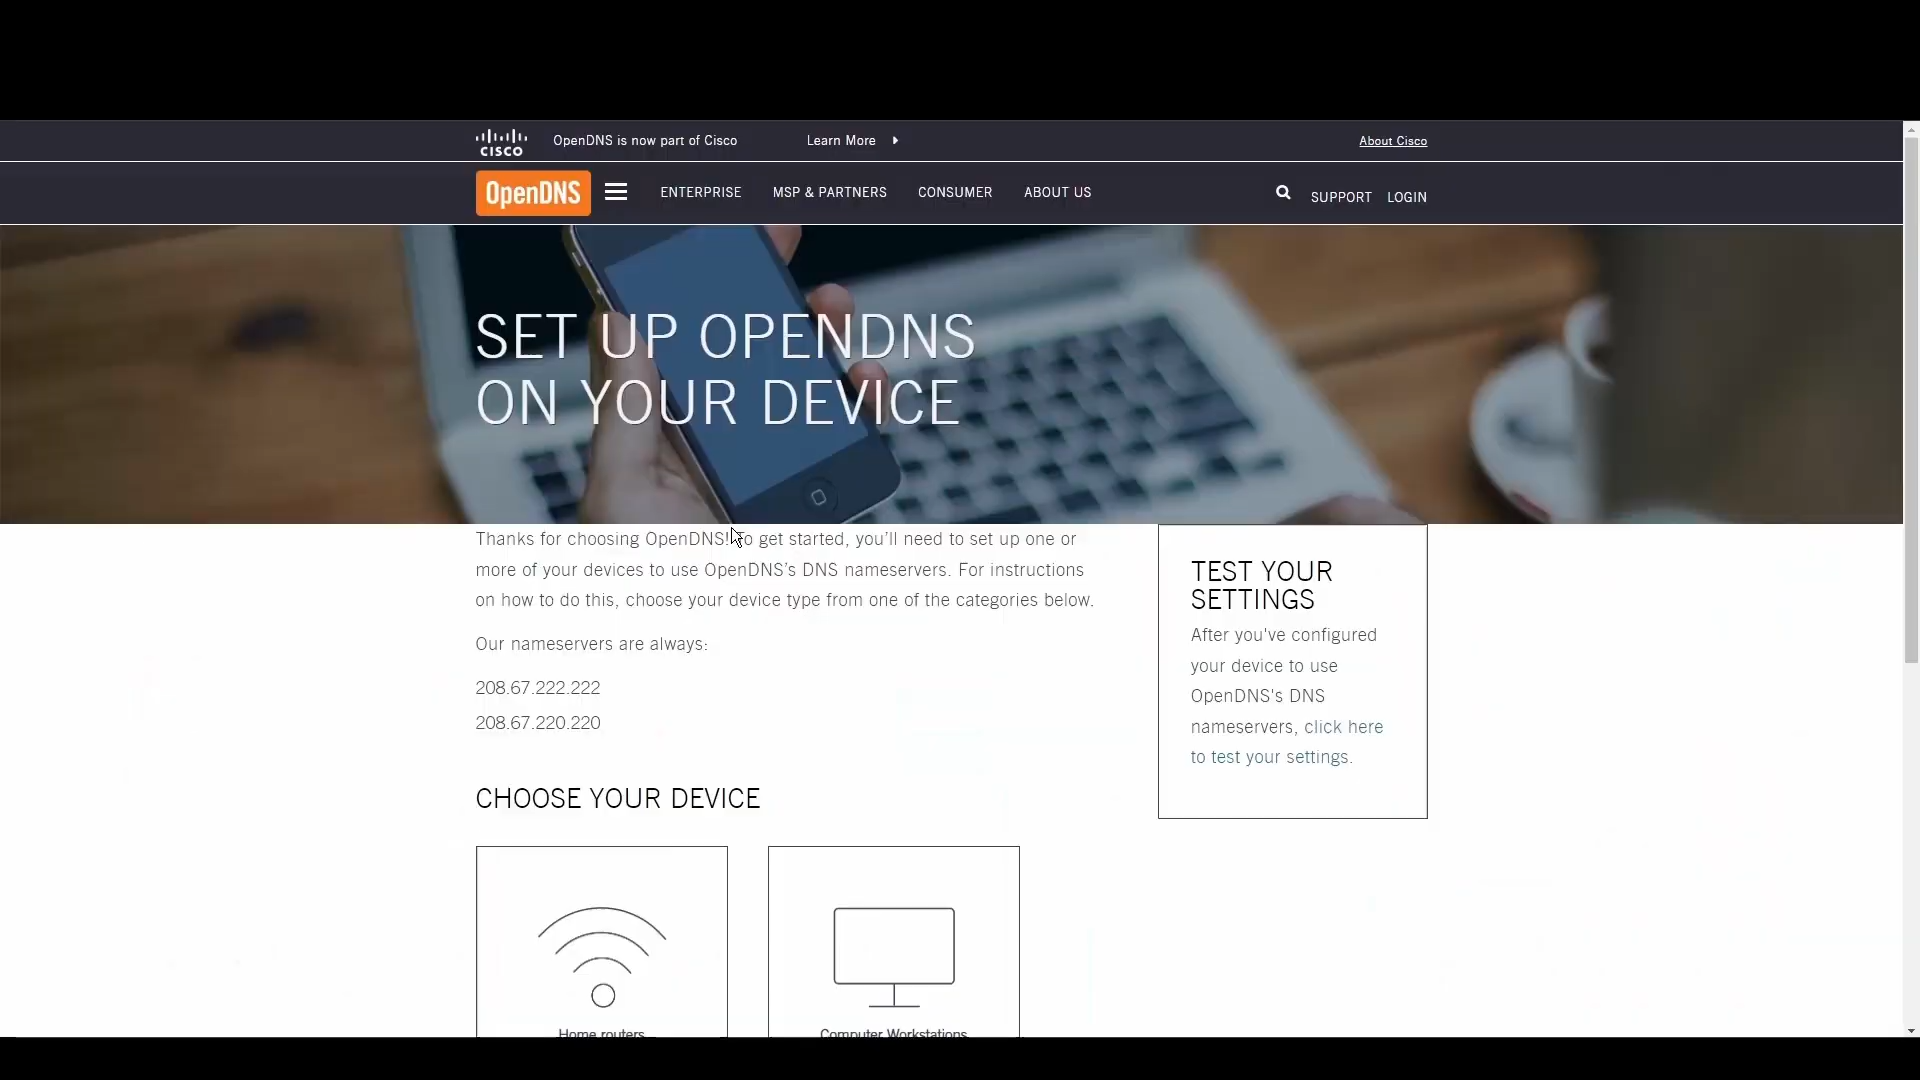 CISCO
OpenDNS is now part of Cisco
Learn More
About Cisco
OpenDNS
ENTERPRISE
MSP & PARTNERS
CONSUMER
ABOUT US
SUPPORT
LOGIN
SET UP OPENDNS
ON YOUR DEVICE
Thanks for choosing OpenDNS! To get started, you'll need to set up one or
more of your devices to use OpenDNS's DNS nameservers. For instructions
on how to do this, choose your device type from one of the categories below.
Our nameservers are always:
208.67.222.222
208.67.220.220
CHOOSE YOUR DEVICE
Home routers
Computer Workstations
TEST YOUR
SETTINGS
After you've configured
your device to use
OpenDNS's DNS
nameservers, click here
to test your settings.